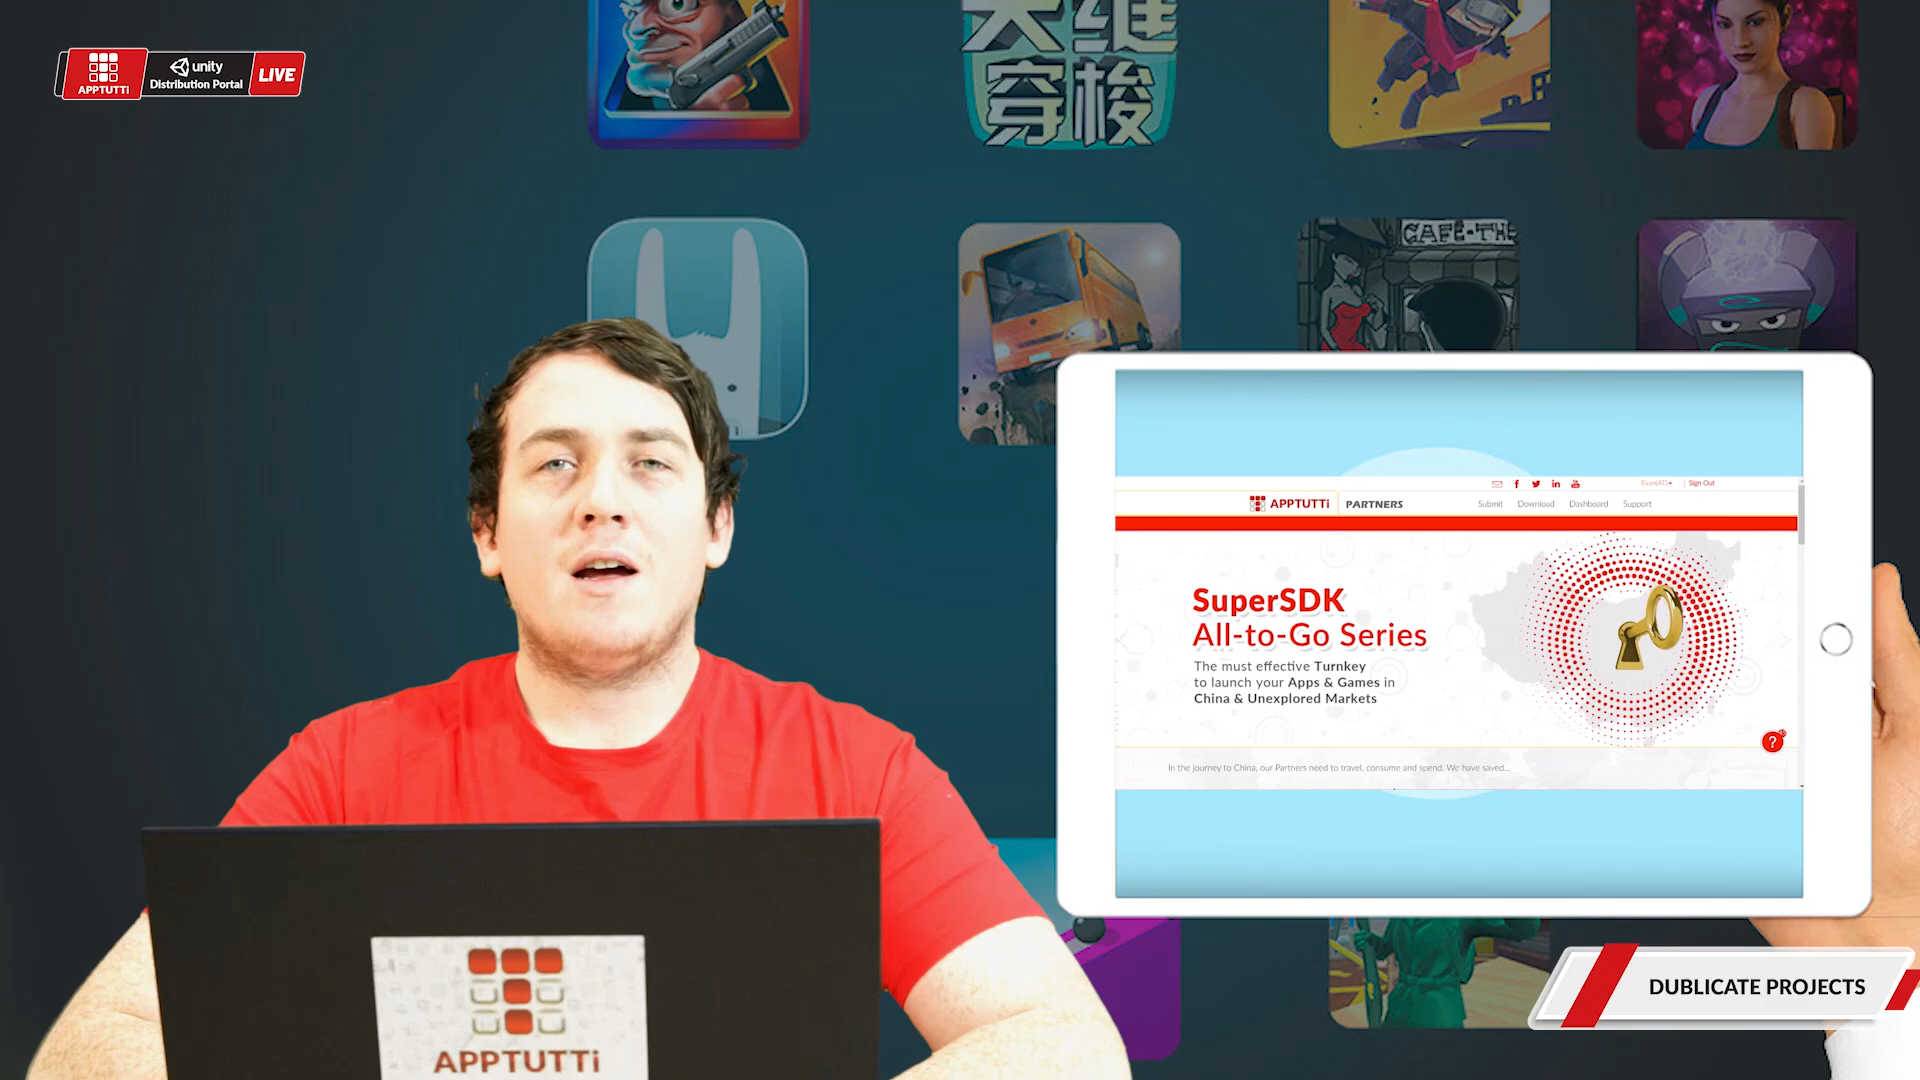 APPTUTTi
unity
Distribution Portal
LIVE
天维
穿梭
CAFE-THE
APPTUTTi
PARTNERS
Sign Out
Submit
Download
Dashboard
Support
SuperSDK
All-to-Go Series
The must effective Turnkey
to launch your Apps & Games in
China & Unexplored Markets
?
In the journey to China, our Partners need to travel, consume and spend. We have saved...
DUBLICATE PROJECTS
APPTUTTi